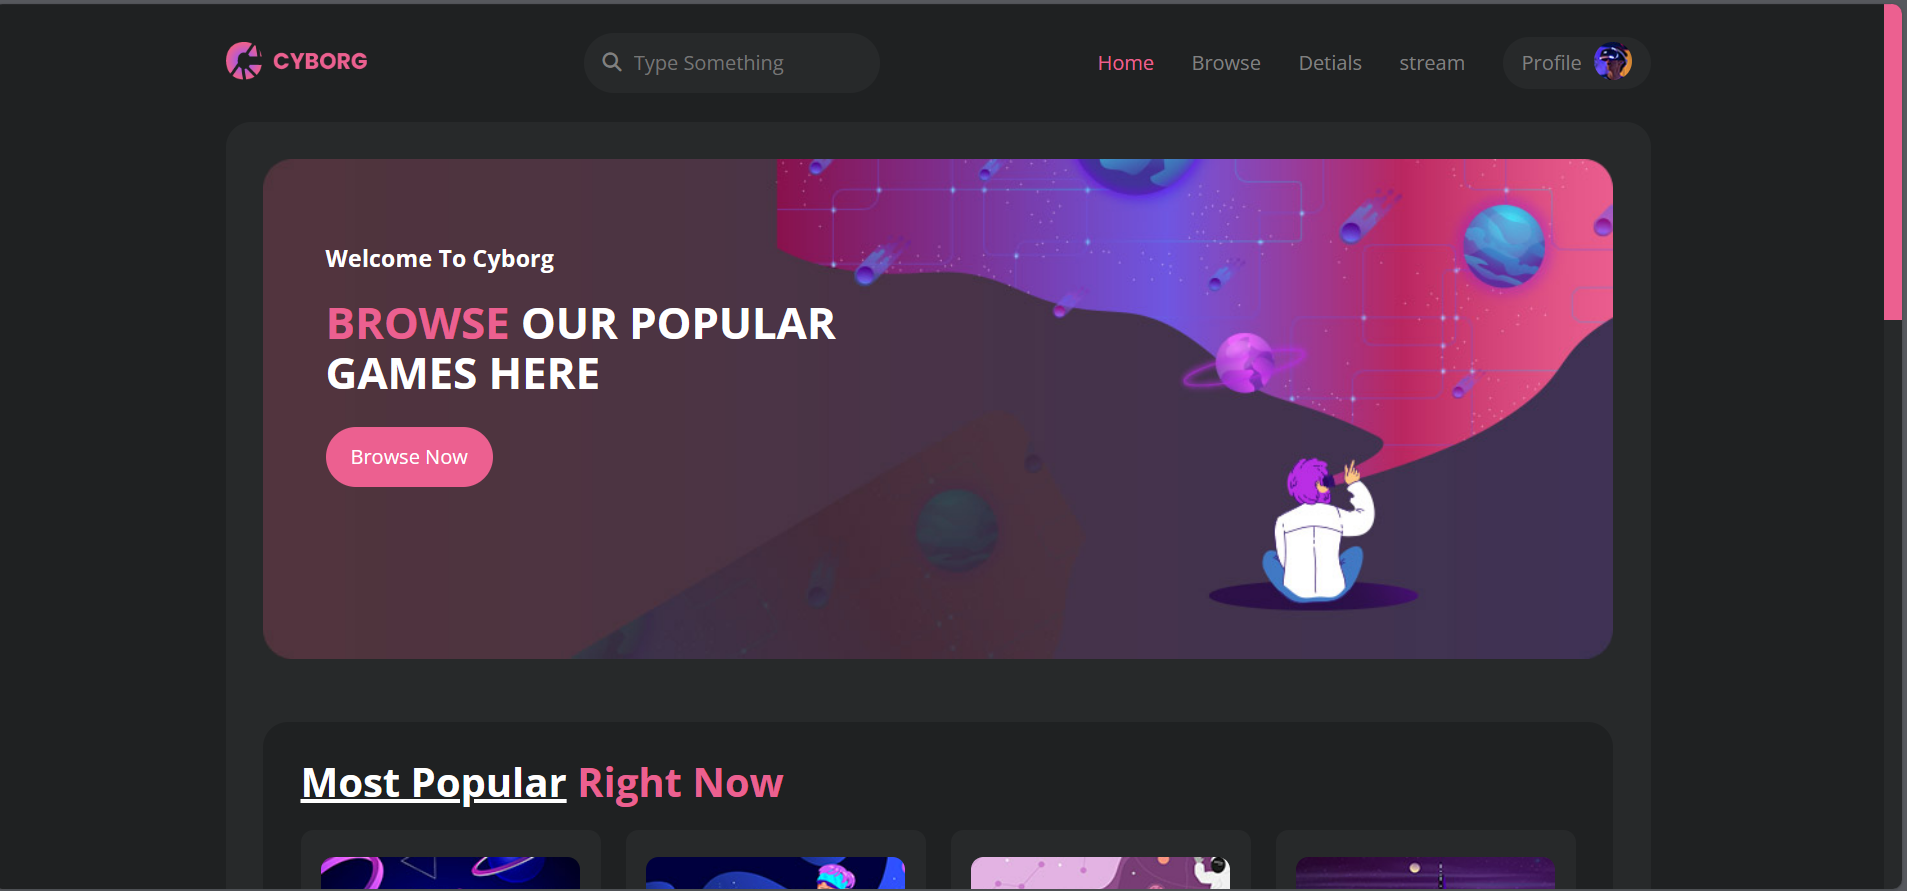 CYBORG
Type Something
Home
Browse
Detials
stream
Profile
Welcome To Cyborg
BROWSE OUR POPULAR
GAMES HERE
Browse Now
Most Popular Right Now